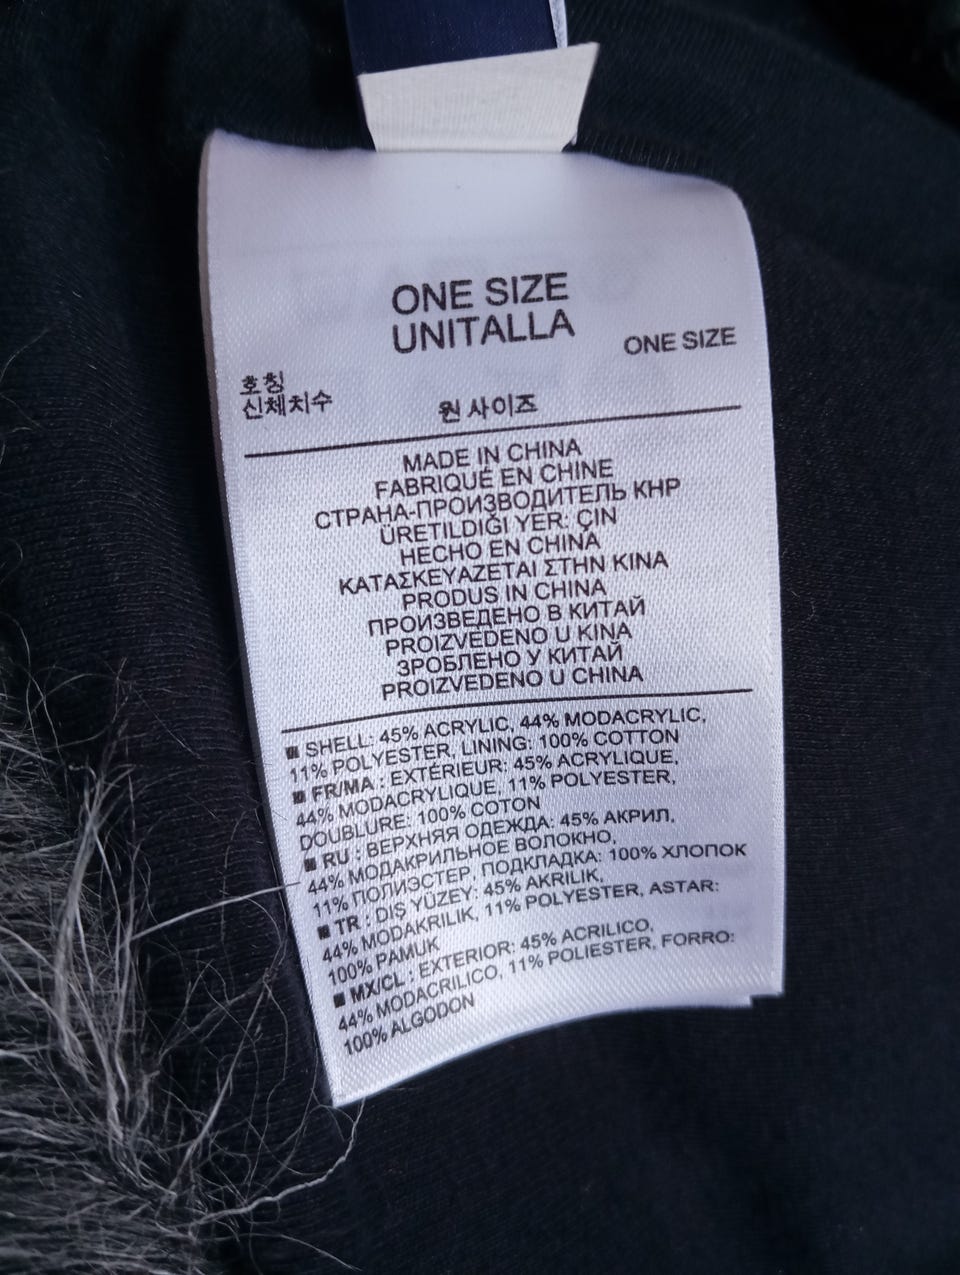 ONE SIZE
UNITALLA
ONE SIZE
호칭
신체치수
원 사이즈
MADE IN CHINA
FABRIQUÉ EN CHINE
СТРАНА-ПРОИЗВОДИТЕЛЬ КНР
ÜRETILDIĞI YER: ÇIN
HECHO EN CHINA
ΚΑΤΑΣΚΕΥΑΖΕΤΑΙ ΣΤΗΝ ΚΙΝΑ
PRODUS IN CHINA
ПРОИЗВЕДЕНО В КИТАЙ
PROIZVEDENO U KINA
ЗРОБЛЕНО У КИТАЙ
PROIZVEDENO U CHINA
■ SHELL: 45% ACRYLIC, 44% MODACRYLIC,
11% POLYESTER, LINING: 100% COTTON
■ FR/MA : EXTÉRIEUR: 45% ACRYLIQUE,
44% MODACRYLIQUE, 11% POLYESTER,
DOUBLURE: 100% COTON
■ RU : ВЕРХНЯЯ ОДЕЖДА: 45% АКРИЛ,
44% МОДАКРИЛЬНОЕ ВОЛОКНО,
11% ПОЛИЭСТЕР, ПОДКЛАДКА: 100% ХЛОПОК
■ TR : DIŞ YÜZEY: 45% AKRILIK,
44% MODAKRILIK, 11% POLYESTER, ASTAR:
100% PAMUK
■ MX/CL : EXTERIOR: 45% ACRILICO,
44% MODACRILICO, 11% POLIESTER, FORRO:
100% ALGODON